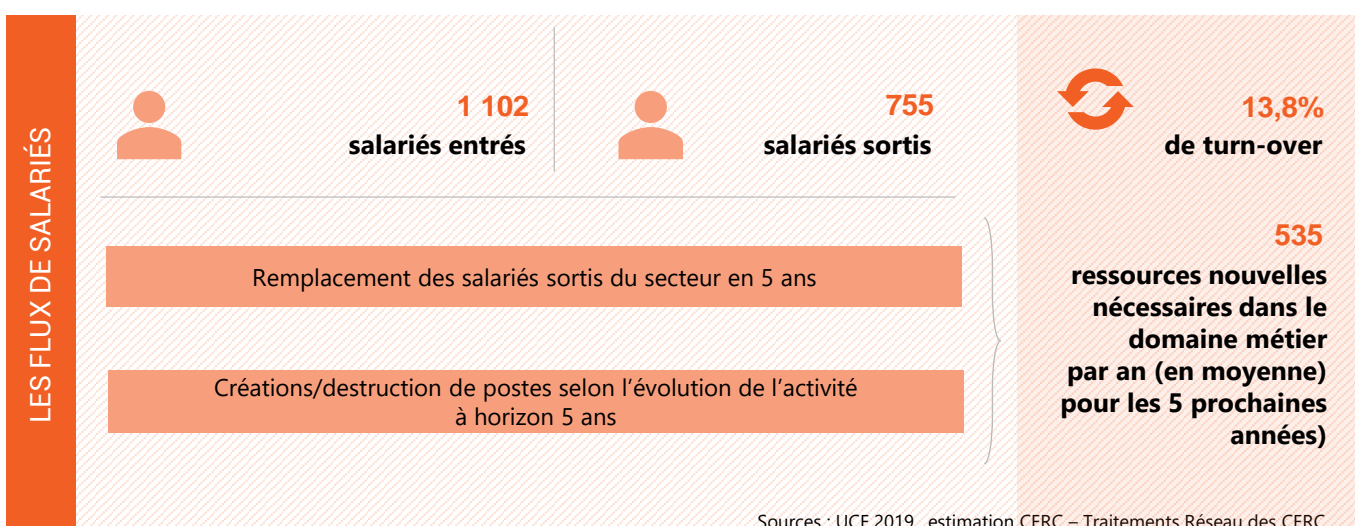 LES FLUX DE SALARIÉS
1 102
salariés entrés
755
salariés sortis
13,8%
de turn-over
Remplacement des salariés sortis du secteur en 5 ans
Créations/destruction de postes selon l’évolution de l’activité
à horizon 5 ans
535
ressources nouvelles
nécessaires dans le
domaine métier
par an (en moyenne)
pour les 5 prochaines
années)
Sources : UCF 2019, estimation CERC – Traitements Réseau des CERC